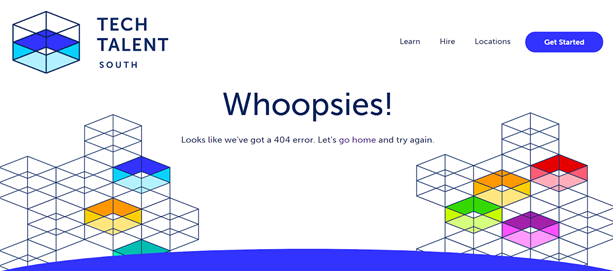 TECH
TALENT
SOUTH
Learn Hire Locations Get Started
Whoopsies!
Looks like we've got a 404 error. Let's go home and try again.